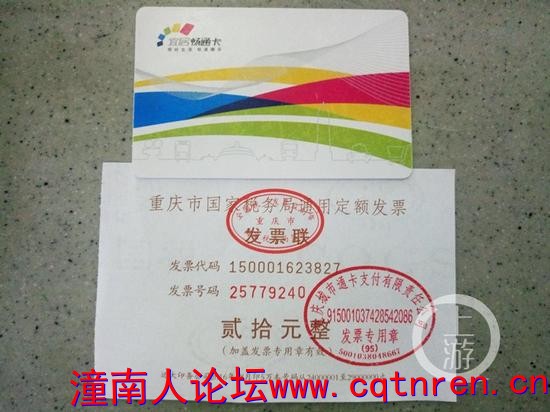 宜居畅通卡
重庆市国家税务局通用定额发票
重庆市
发票联
发票代码 150001623827
发票号码 25779240
贰拾元整
(加盖发票专用章有效)
重庆城市通卡支付有限责任公司
915001037428542086
发票专用章
(95)
5001038048667
上游
潼南人论坛www.cqtnren.cn